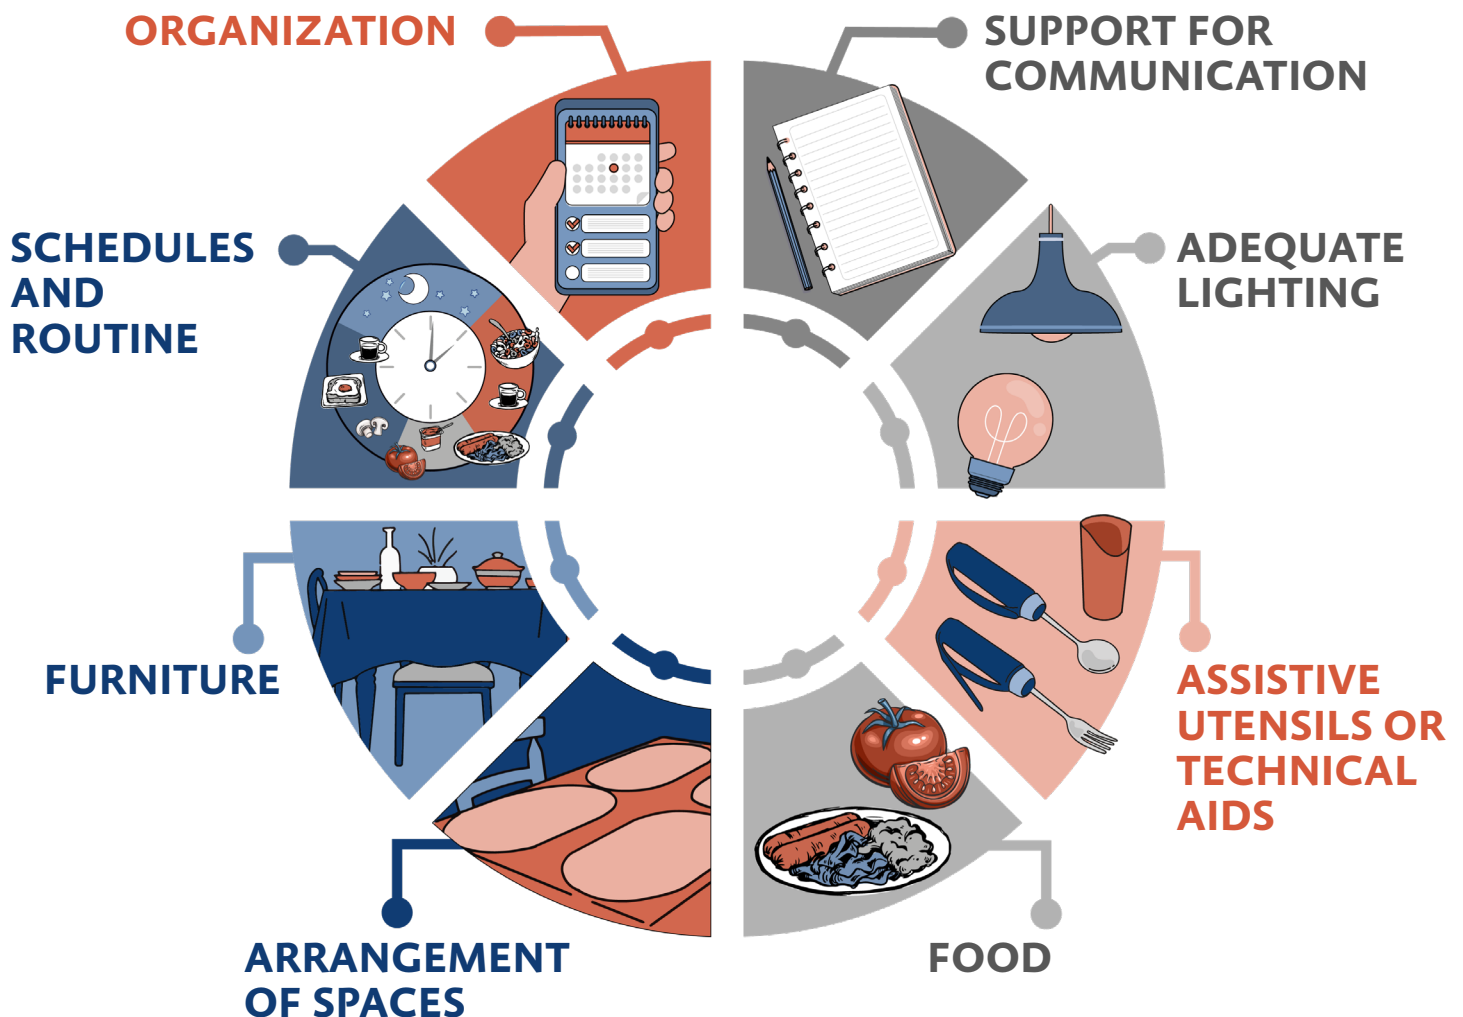 ORGANIZATION
SUPPORT FOR
COMMUNICATION
SCHEDULES
AND
ROUTINE
ADEQUATE
LIGHTING
FURNITURE
ASSISTIVE
UTENSILS OR
TECHNICAL
AIDS
ARRANGEMENT
OF SPACES
FOOD